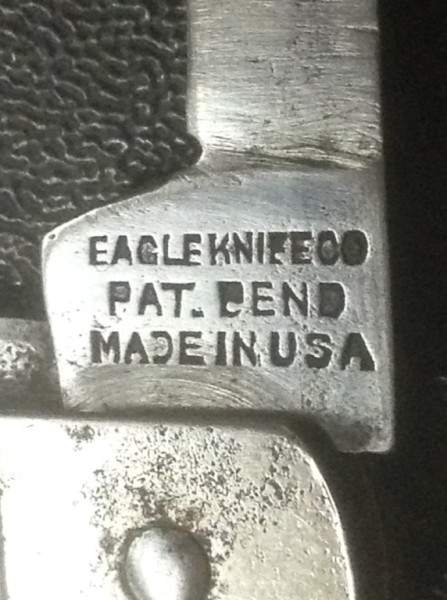 EAGLE KNIFE CO
PAT. PEND
MADE IN USA